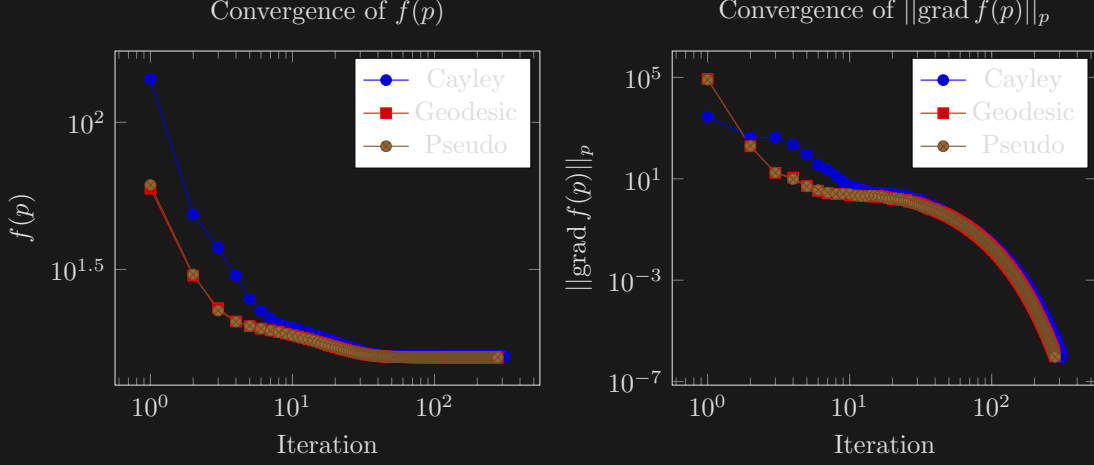 Convergence of f(p)
10^2
10^1.5
f(p)
10^0
10^1
10^2
Iteration
Cayley
Geodesic
Pseudo
Convergence of ||grad f(p)||_p
10^5
10^1
10^−3
10^−7
||grad f(p)||_p
10^0
10^1
10^2
Iteration
Cayley
Geodesic
Pseudo